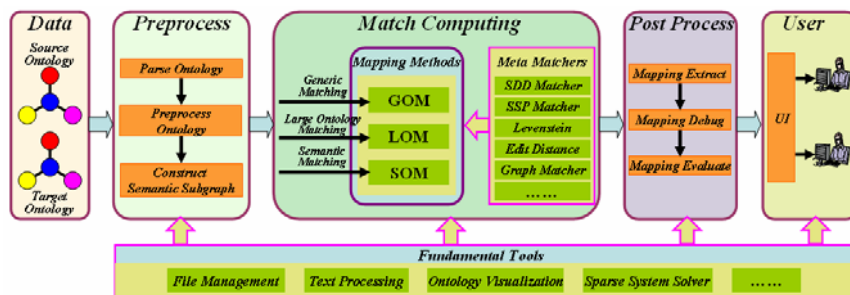 Data
Source
Ontology
Target
Ontology
Preprocess
Parse Ontology
Preprocess
Ontology
Construct
Semantic Subgraph
Match Computing
Generic
Matching
Large Ontology
Matching
Semantic
Matching
Mapping Methods
GOM
LOM
SOM
Meta Matchers
SDD Matcher
SSP Matcher
Levenstein
Edit Distance
Graph Matcher
……
Post Process
Mapping Extract
Mapping Debug
Mapping Evaluate
User
UI
Fundamental Tools
File Management
Text Processing
Ontology Visualization
Sparse System Solver
……